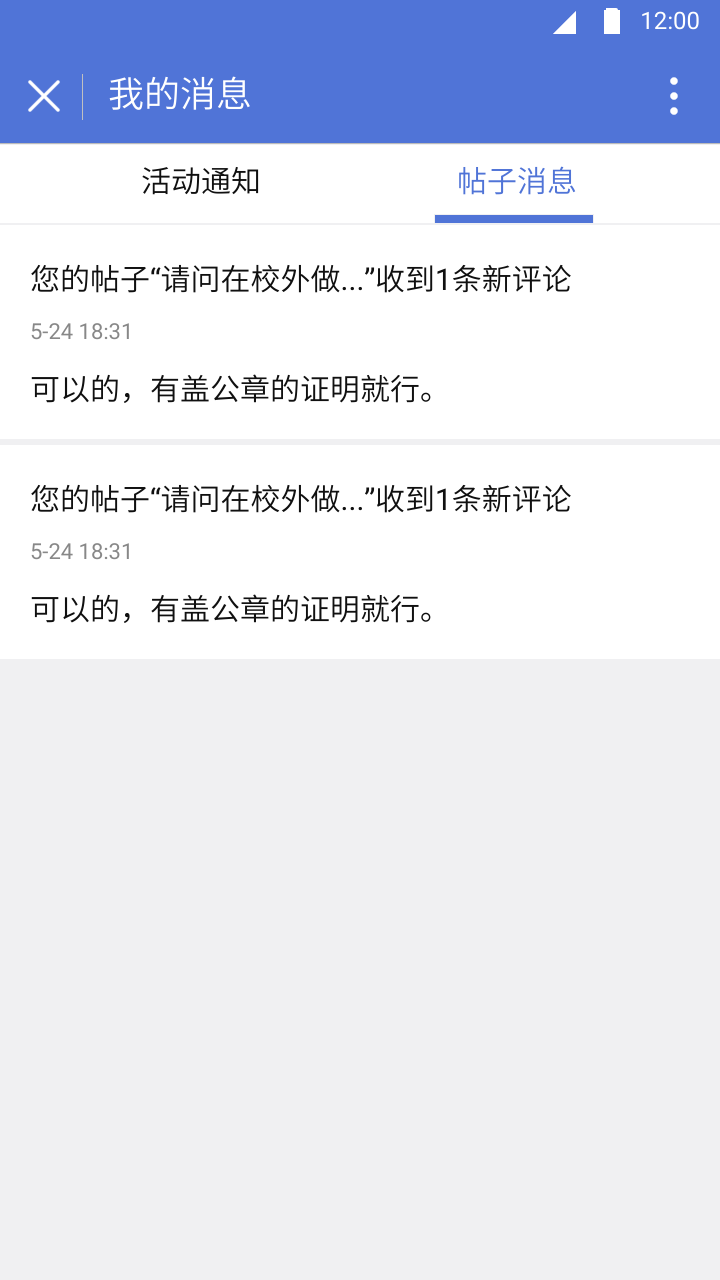 12:00
我的消息
活动通知
帖子消息
您的帖子“请问在校外做...”收到1条新评论
5-24 18:31
可以的，有盖公章的证明就行。
您的帖子“请问在校外做...”收到1条新评论
5-24 18:31
可以的，有盖公章的证明就行。